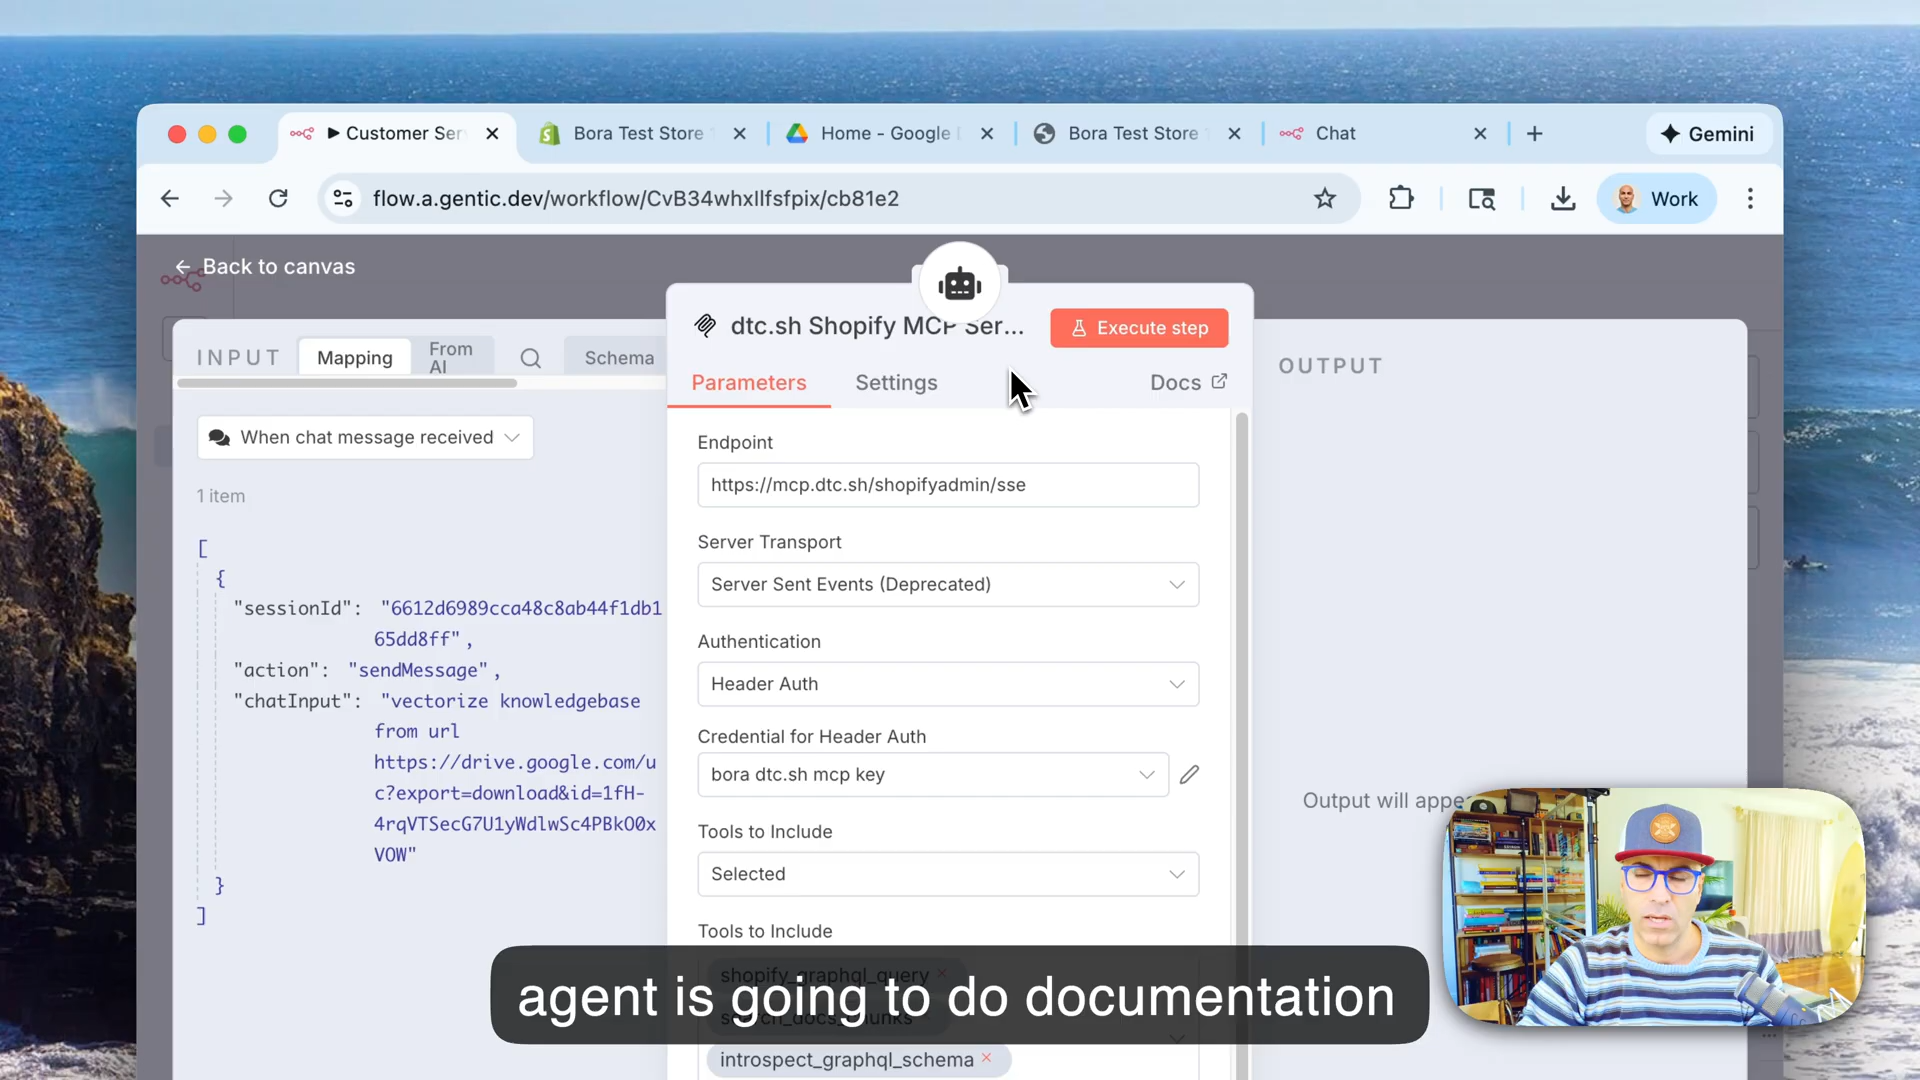 Customer Ser
Bora Test Store
Home - Google
Bora Test Store
Chat
Gemini
flow.a.gentic.dev/workflow/CvB34whxIlfsfpix/cb81e2
Work
Back to canvas
dtc.sh Shopify MCP Ser...
Execute step
INPUT
Mapping
From AI
Schema
Parameters
Settings
Docs
OUTPUT
When chat message received
1 item
[
{
"sessionId": "6612d6989cca48c8ab44f1db1
65dd8ff",
"action": "sendMessage",
"chatInput": "vectorize knowledgebase
from url
https://drive.google.com/u
c?export=download&id=1fH-
4rqVTSecG7U1yWdlwSc4PBkO0x
VOW"
}
]
Endpoint
https://mcp.dtc.sh/shopifyadmin/sse
Server Transport
Server Sent Events (Deprecated)
Authentication
Header Auth
Credential for Header Auth
bora dtc.sh mcp key
Tools to Include
Selected
Tools to Include
shopify_graphql_query
search_docs_chunks
introspect_graphql_schema
Output will appe
agent is going to do documentation